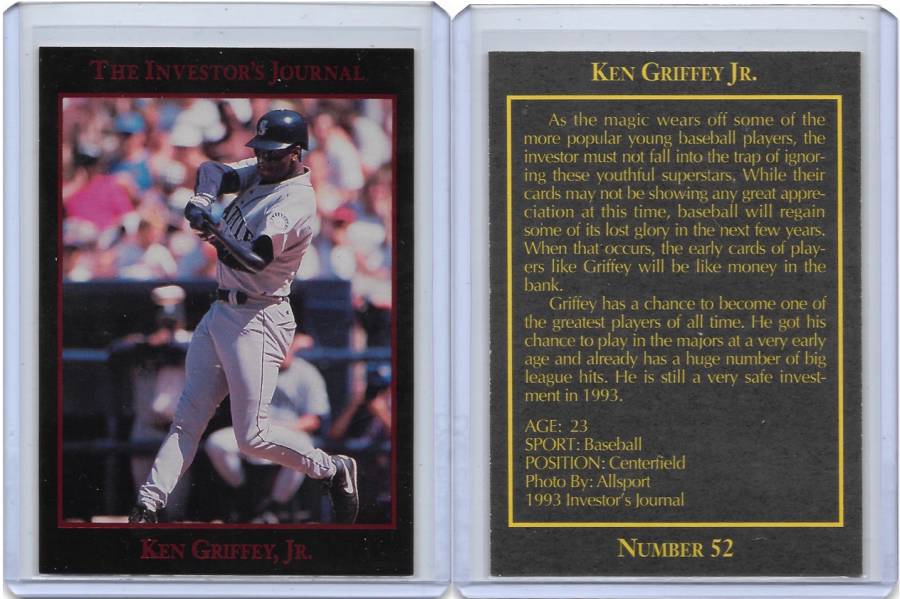 THE INVESTOR'S JOURNAL
KEN GRIFFEY, JR.
KEN GRIFFEY JR.
As the magic wears off some of the
more popular young baseball players, the
investor must not fall into the trap of ignor-
ing these youthful superstars. While their
cards may not be showing any great appre-
ciation at this time, baseball will regain
some of its lost glory in the next few years.
When that occurs, the early cards of play-
ers like Griffey will be like money in the
bank.
Griffey has a chance to become one of
the greatest players of all time. He got his
chance to play in the majors at a very early
age and already has a huge number of big
league hits. He is still a very safe invest-
ment in 1993.
AGE: 23
SPORT: Baseball
POSITION: Centerfield
Photo By: Allsport
1993 Investor's Journal
NUMBER 52